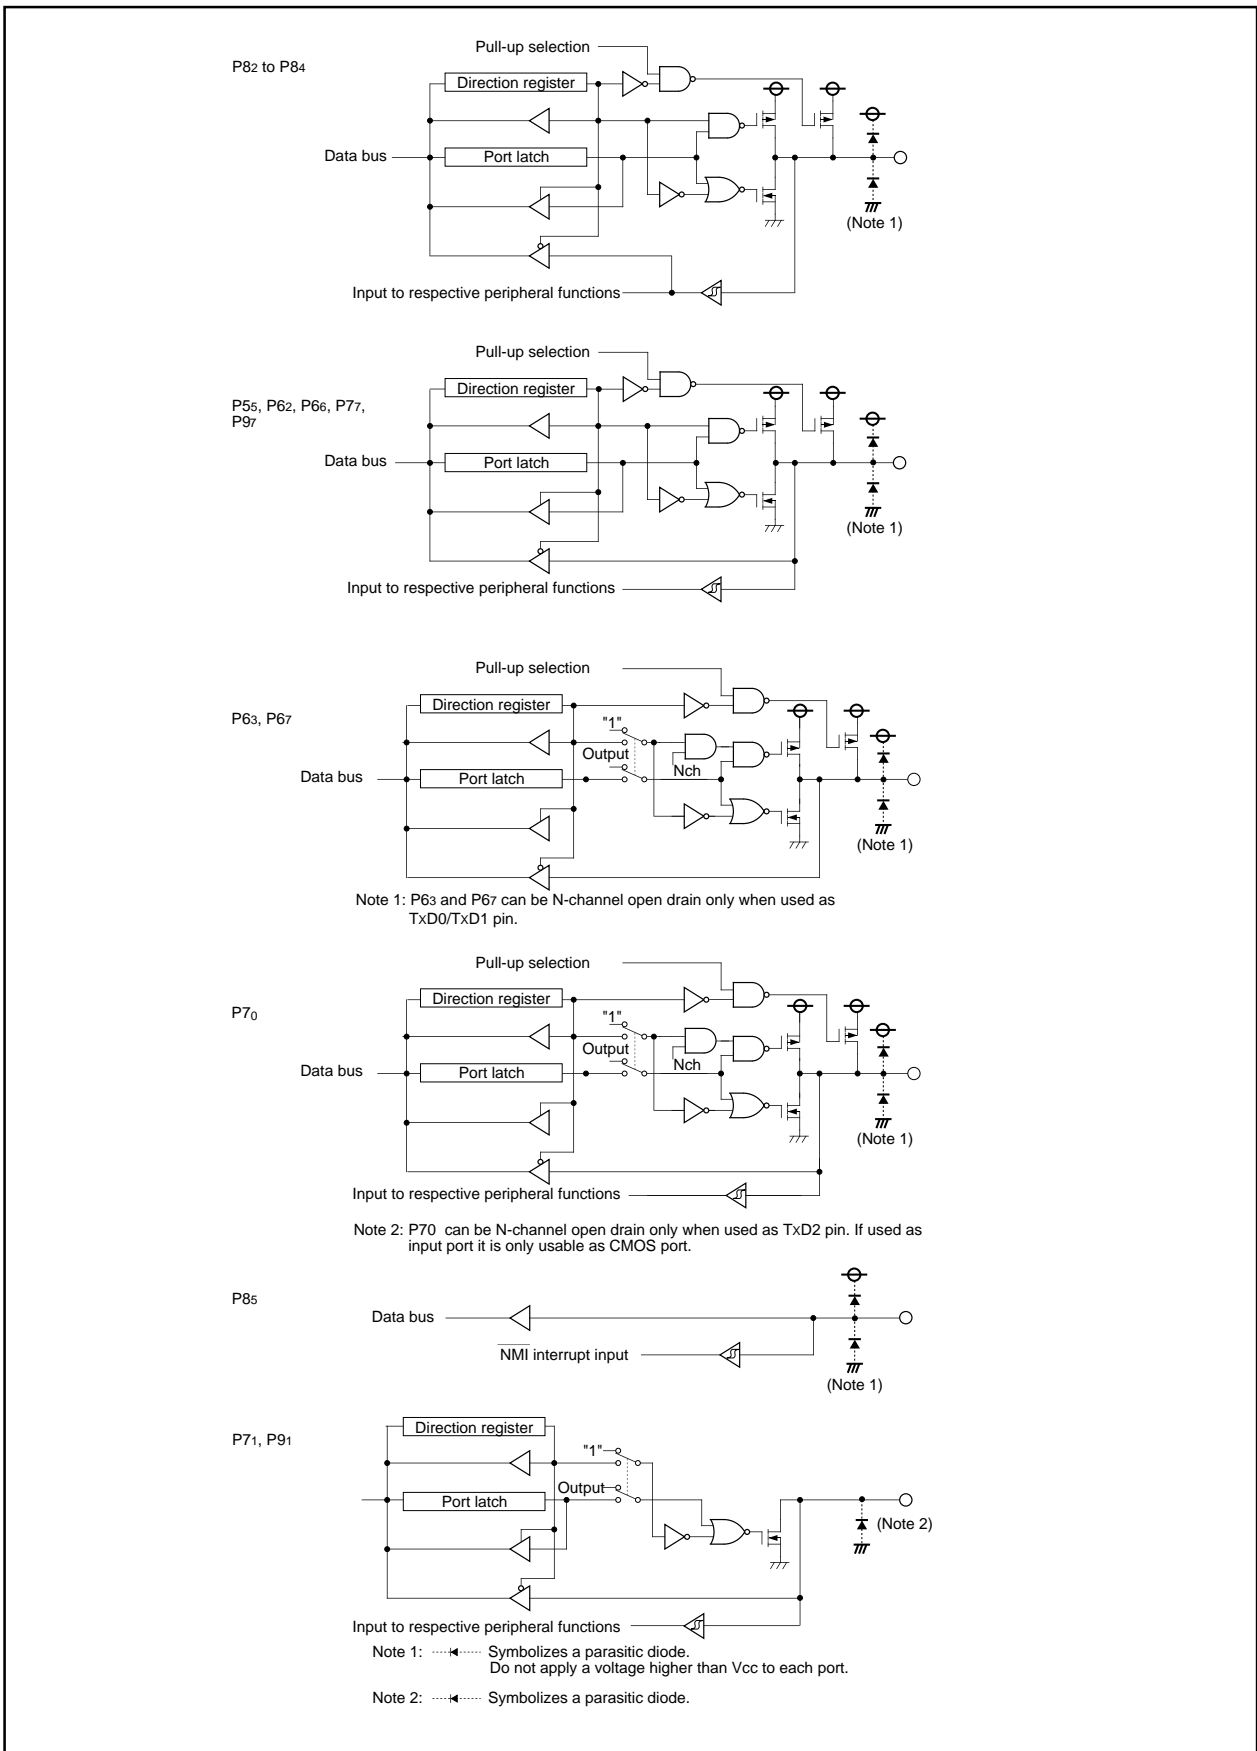 Pull-up selection
P82 to P84
Direction register
Data bus
Port latch
(Note 1)
Input to respective peripheral functions
Pull-up selection
Direction register
P55, P62, P66, P77,
P97
Data bus
Port latch
(Note 1)
Input to respective peripheral functions
Pull-up selection
Direction register
P63, P67
"1"
Output
Nch
Data bus
Port latch
(Note 1)
Note 1: P63 and P67 can be N-channel open drain only when used as
TxD0/TxD1 pin.
Pull-up selection
Direction register
P70
"1"
Output
Nch
Data bus
Port latch
(Note 1)
Input to respective peripheral functions
Note 2: P70 can be N-channel open drain only when used as TxD2 pin. If used as
input port it is only usable as CMOS port.
P85
Data bus
NMI interrupt input
(Note 1)
Direction register
P71, P91
"1"
Output
Port latch
(Note 2)
Input to respective peripheral functions
Note 1: Symbolizes a parasitic diode.
Do not apply a voltage higher than Vcc to each port.
Note 2: Symbolizes a parasitic diode.